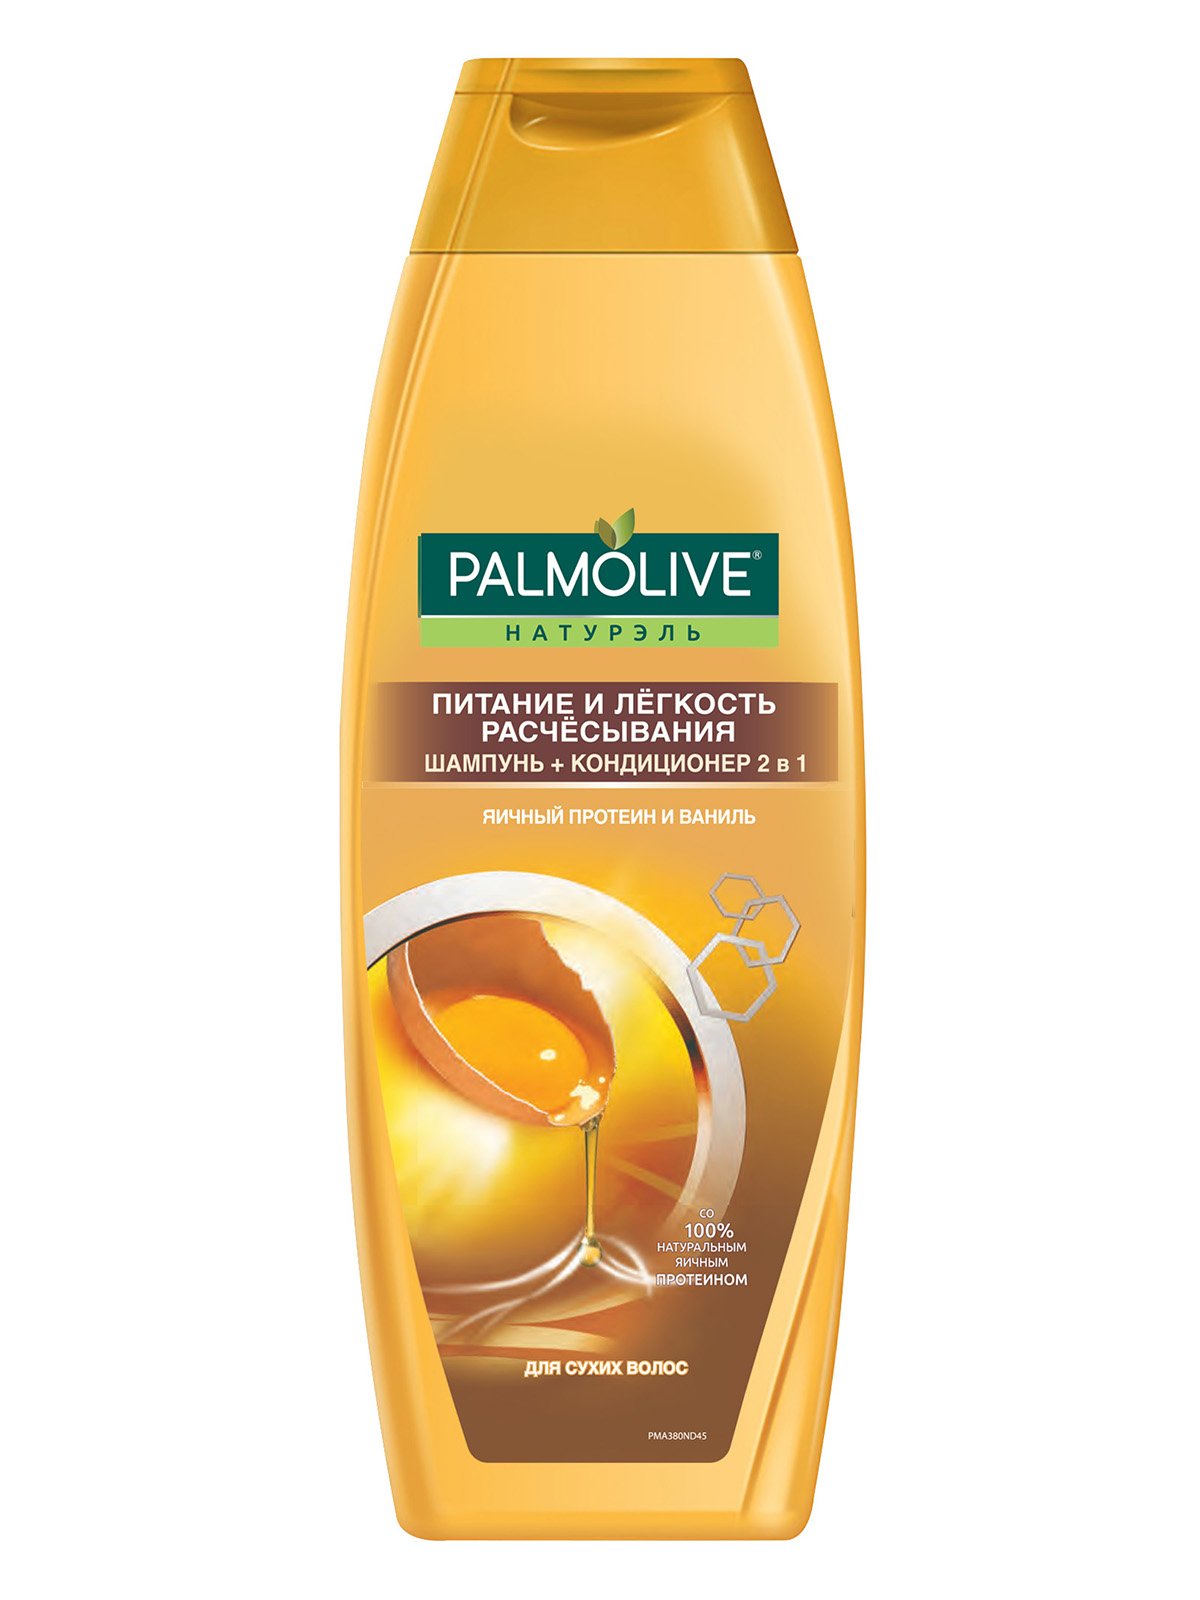 PALMOLIVE®
НАТУРЭЛЬ
ПИТАНИЕ И ЛЁГКОСТЬ
РАСЧЁСЫВАНИЯ
ШАМПУНЬ + КОНДИЦИОНЕР 2 в 1
ЯИЧНЫЙ ПРОТЕИН И ВАНИЛЬ
СО
100%
НАТУРАЛЬНЫМ
ЯИЧНЫМ
ПРОТЕИНОМ
ДЛЯ СУХИХ ВОЛОС
PMA380ND45